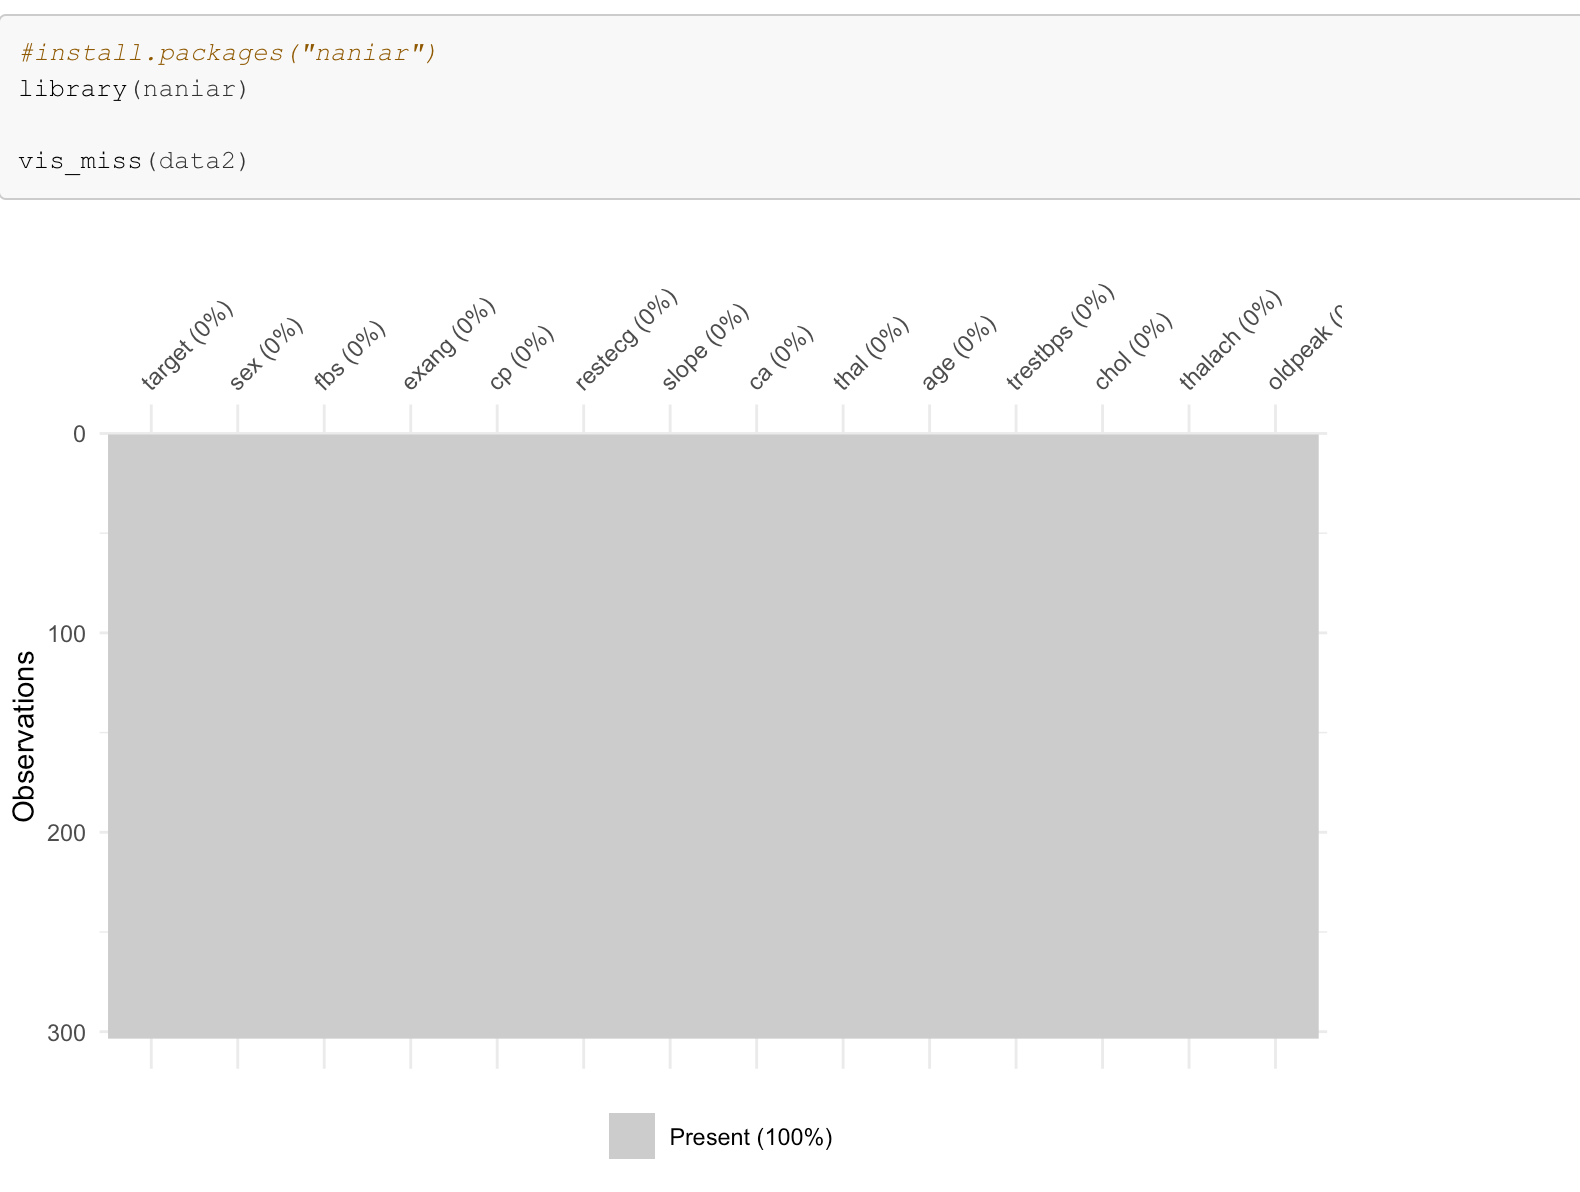 #install.packages("naniar")
library(naniar)
vis_miss(data2)
target (0%)
sex (0%)
fbs (0%)
exang (0%)
cp (0%)
restecg (0%)
slope (0%)
ca (0%)
thal (0%)
age (0%)
trestbps (0%)
chol (0%)
thalach (0%)
oldpeak (0
0
100
200
300
Observations
Present (100%)